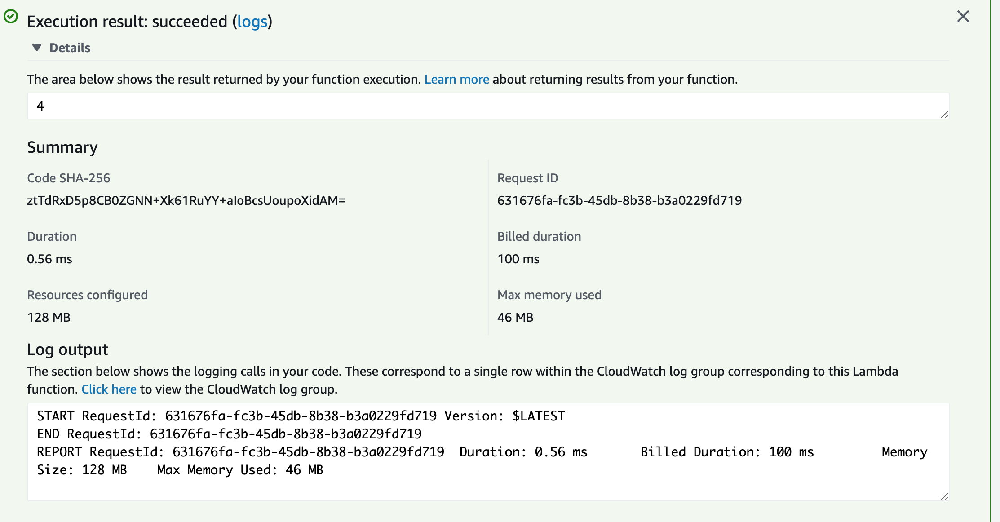 Execution result: succeeded (logs)
Details
The area below shows the result returned by your function execution. Learn more about returning results from your function.
4
Summary
Code SHA-256
ztTdRxD5p8CB0ZGNN+Xk61RuYY+aIoBcsUoupoXidAM=
Request ID
631676fa-fc3b-45db-8b38-b3a0229fd719
Duration
0.56 ms
Billed duration
100 ms
Resources configured
128 MB
Max memory used
46 MB
Log output
The section below shows the logging calls in your code. These correspond to a single row within the CloudWatch log group corresponding to this Lambda
function. Click here to view the CloudWatch log group.
START RequestId: 631676fa-fc3b-45db-8b38-b3a0229fd719 Version: $LATEST
END RequestId: 631676fa-fc3b-45db-8b38-b3a0229fd719
REPORT RequestId: 631676fa-fc3b-45db-8b38-b3a0229fd719 Duration: 0.56 ms Billed Duration: 100 ms Memory
Size: 128 MB Max Memory Used: 46 MB